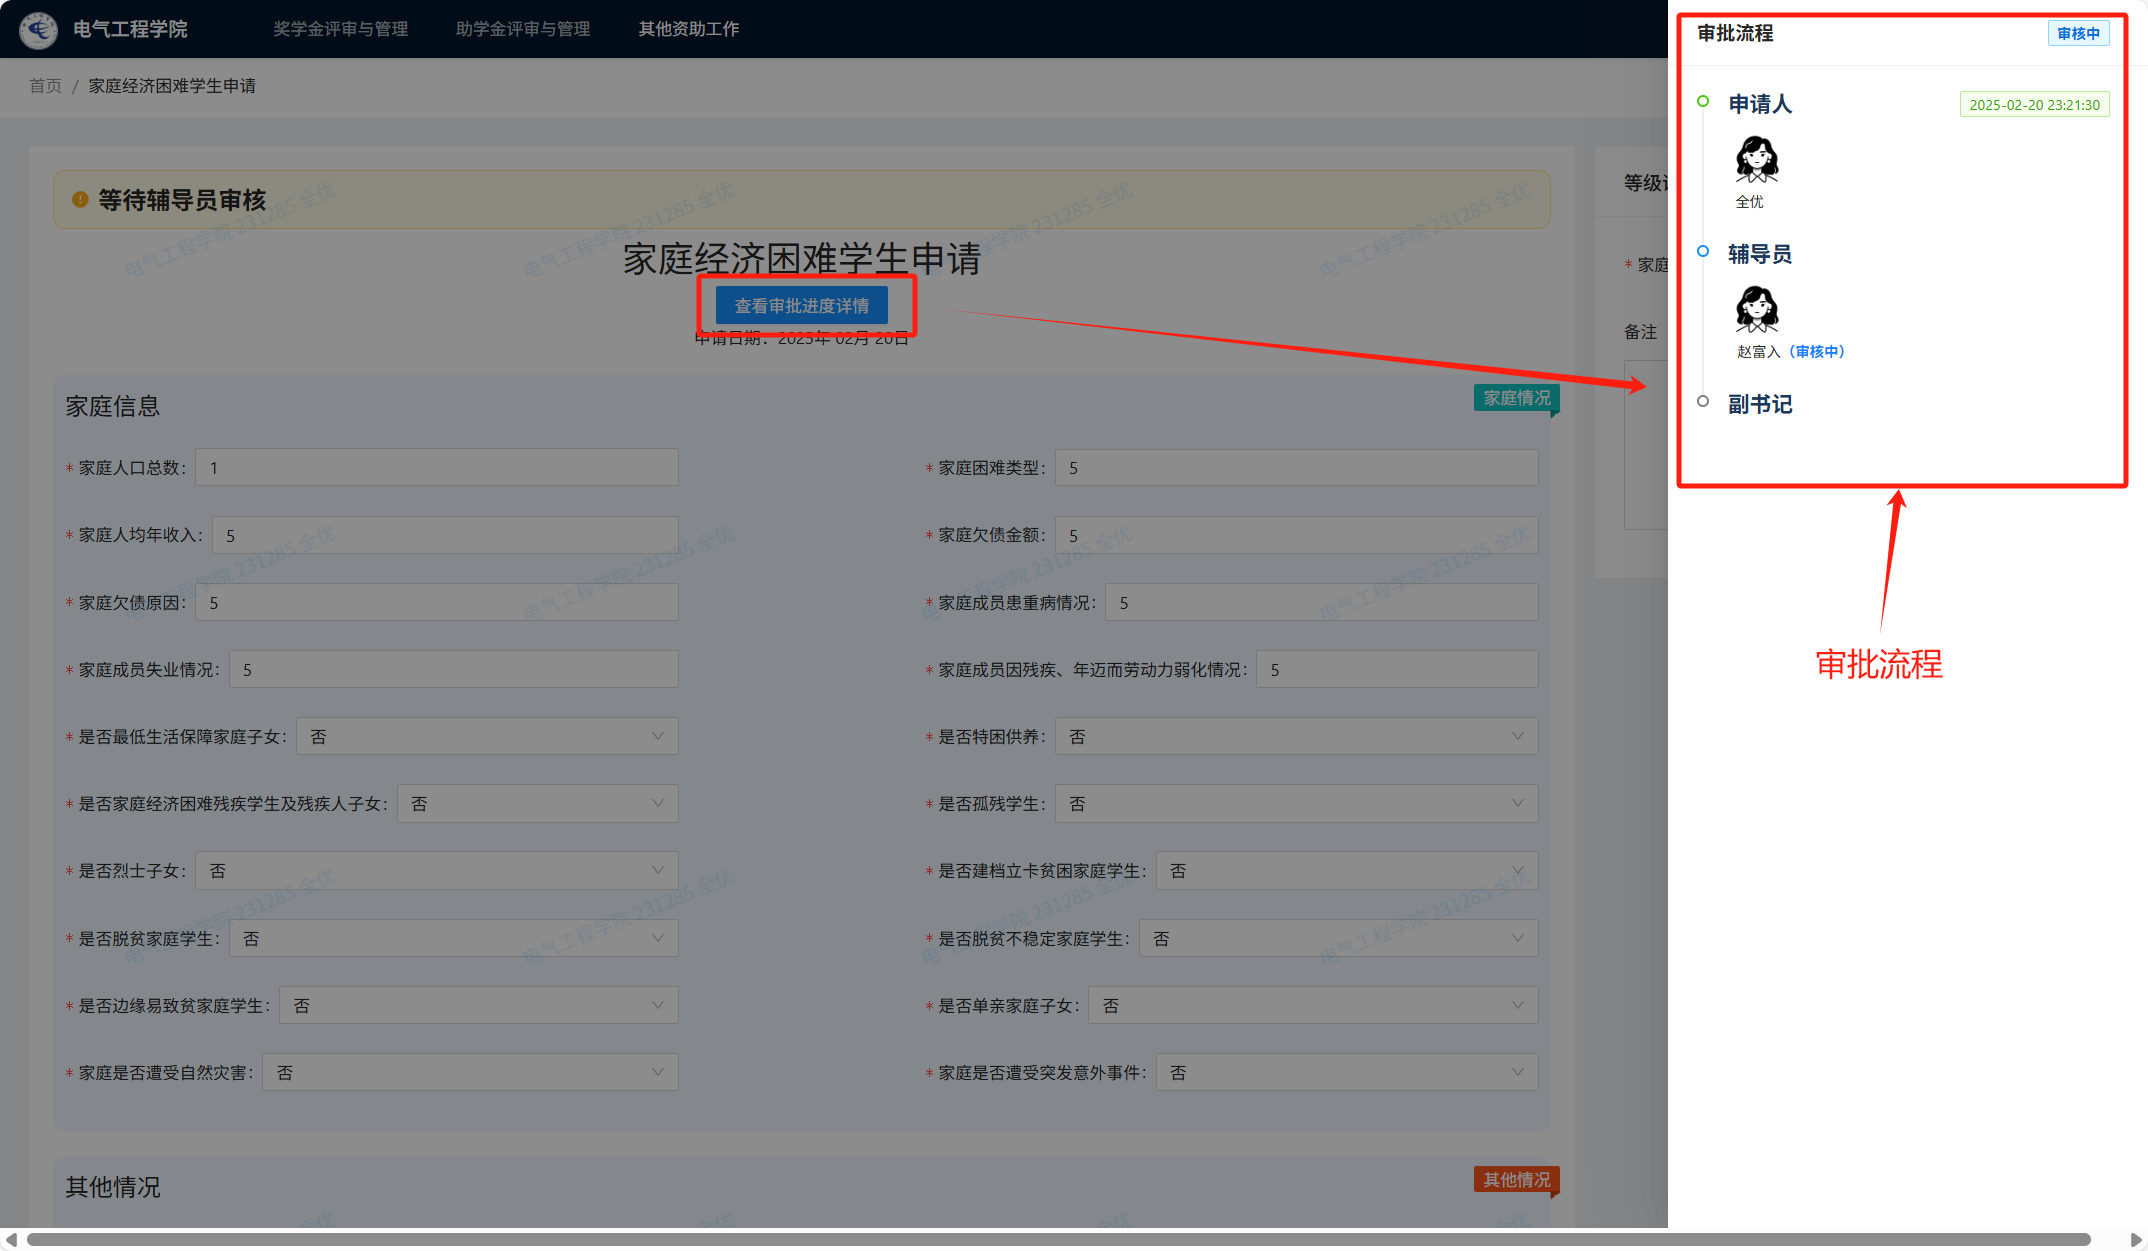 电气工程学院
奖学金评审与管理
助学金评审与管理
其他资助工作
首页 / 家庭经济困难学生申请
等待辅导员审核
家庭经济困难学生申请
查看审批进度详情
申请日期：2025年 02月 20日
家庭信息
家庭情况
* 家庭人口总数： 1
* 家庭困难类型： 5
* 家庭人均年收入： 5
* 家庭欠债金额： 5
* 家庭欠债原因： 5
* 家庭成员患重病情况： 5
* 家庭成员失业情况： 5
* 家庭成员因残疾、年迈而劳动力弱化情况： 5
* 是否最低生活保障家庭子女： 否
* 是否特困供养： 否
* 是否家庭经济困难残疾学生及残疾人子女： 否
* 是否孤残学生： 否
* 是否烈士子女： 否
* 是否建档立卡贫困家庭学生： 否
* 是否脱贫家庭学生： 否
* 是否脱贫不稳定家庭学生： 否
* 是否边缘易致贫家庭学生： 否
* 是否单亲家庭子女： 否
* 家庭是否遭受自然灾害： 否
* 家庭是否遭受突发意外事件： 否
其他情况
其他情况
电气工程学院 231285 全优
等级
* 家庭
备注
审批流程
审核中
申请人
2025-02-20 23:21:30
全优
辅导员
赵富入（审核中）
副书记
审批流程